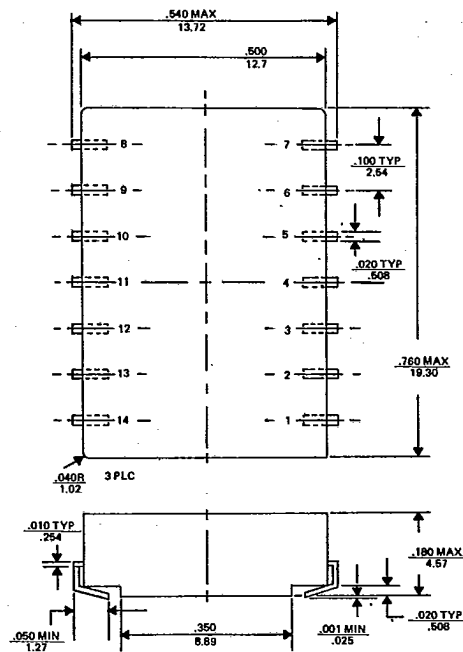 .540 MAX
13.72
.500
12.7
8
7
.100 TYP
2.54
9
6
10
5
.020 TYP
.508
11
4
12
3
.760 MAX
19.30
13
2
14
1
.040R
1.02
3 PLC
.010 TYP
.254
.180 MAX
4.57
.050 MIN
1.27
.350
8.89
.001 MIN
.025
.020 TYP
.508